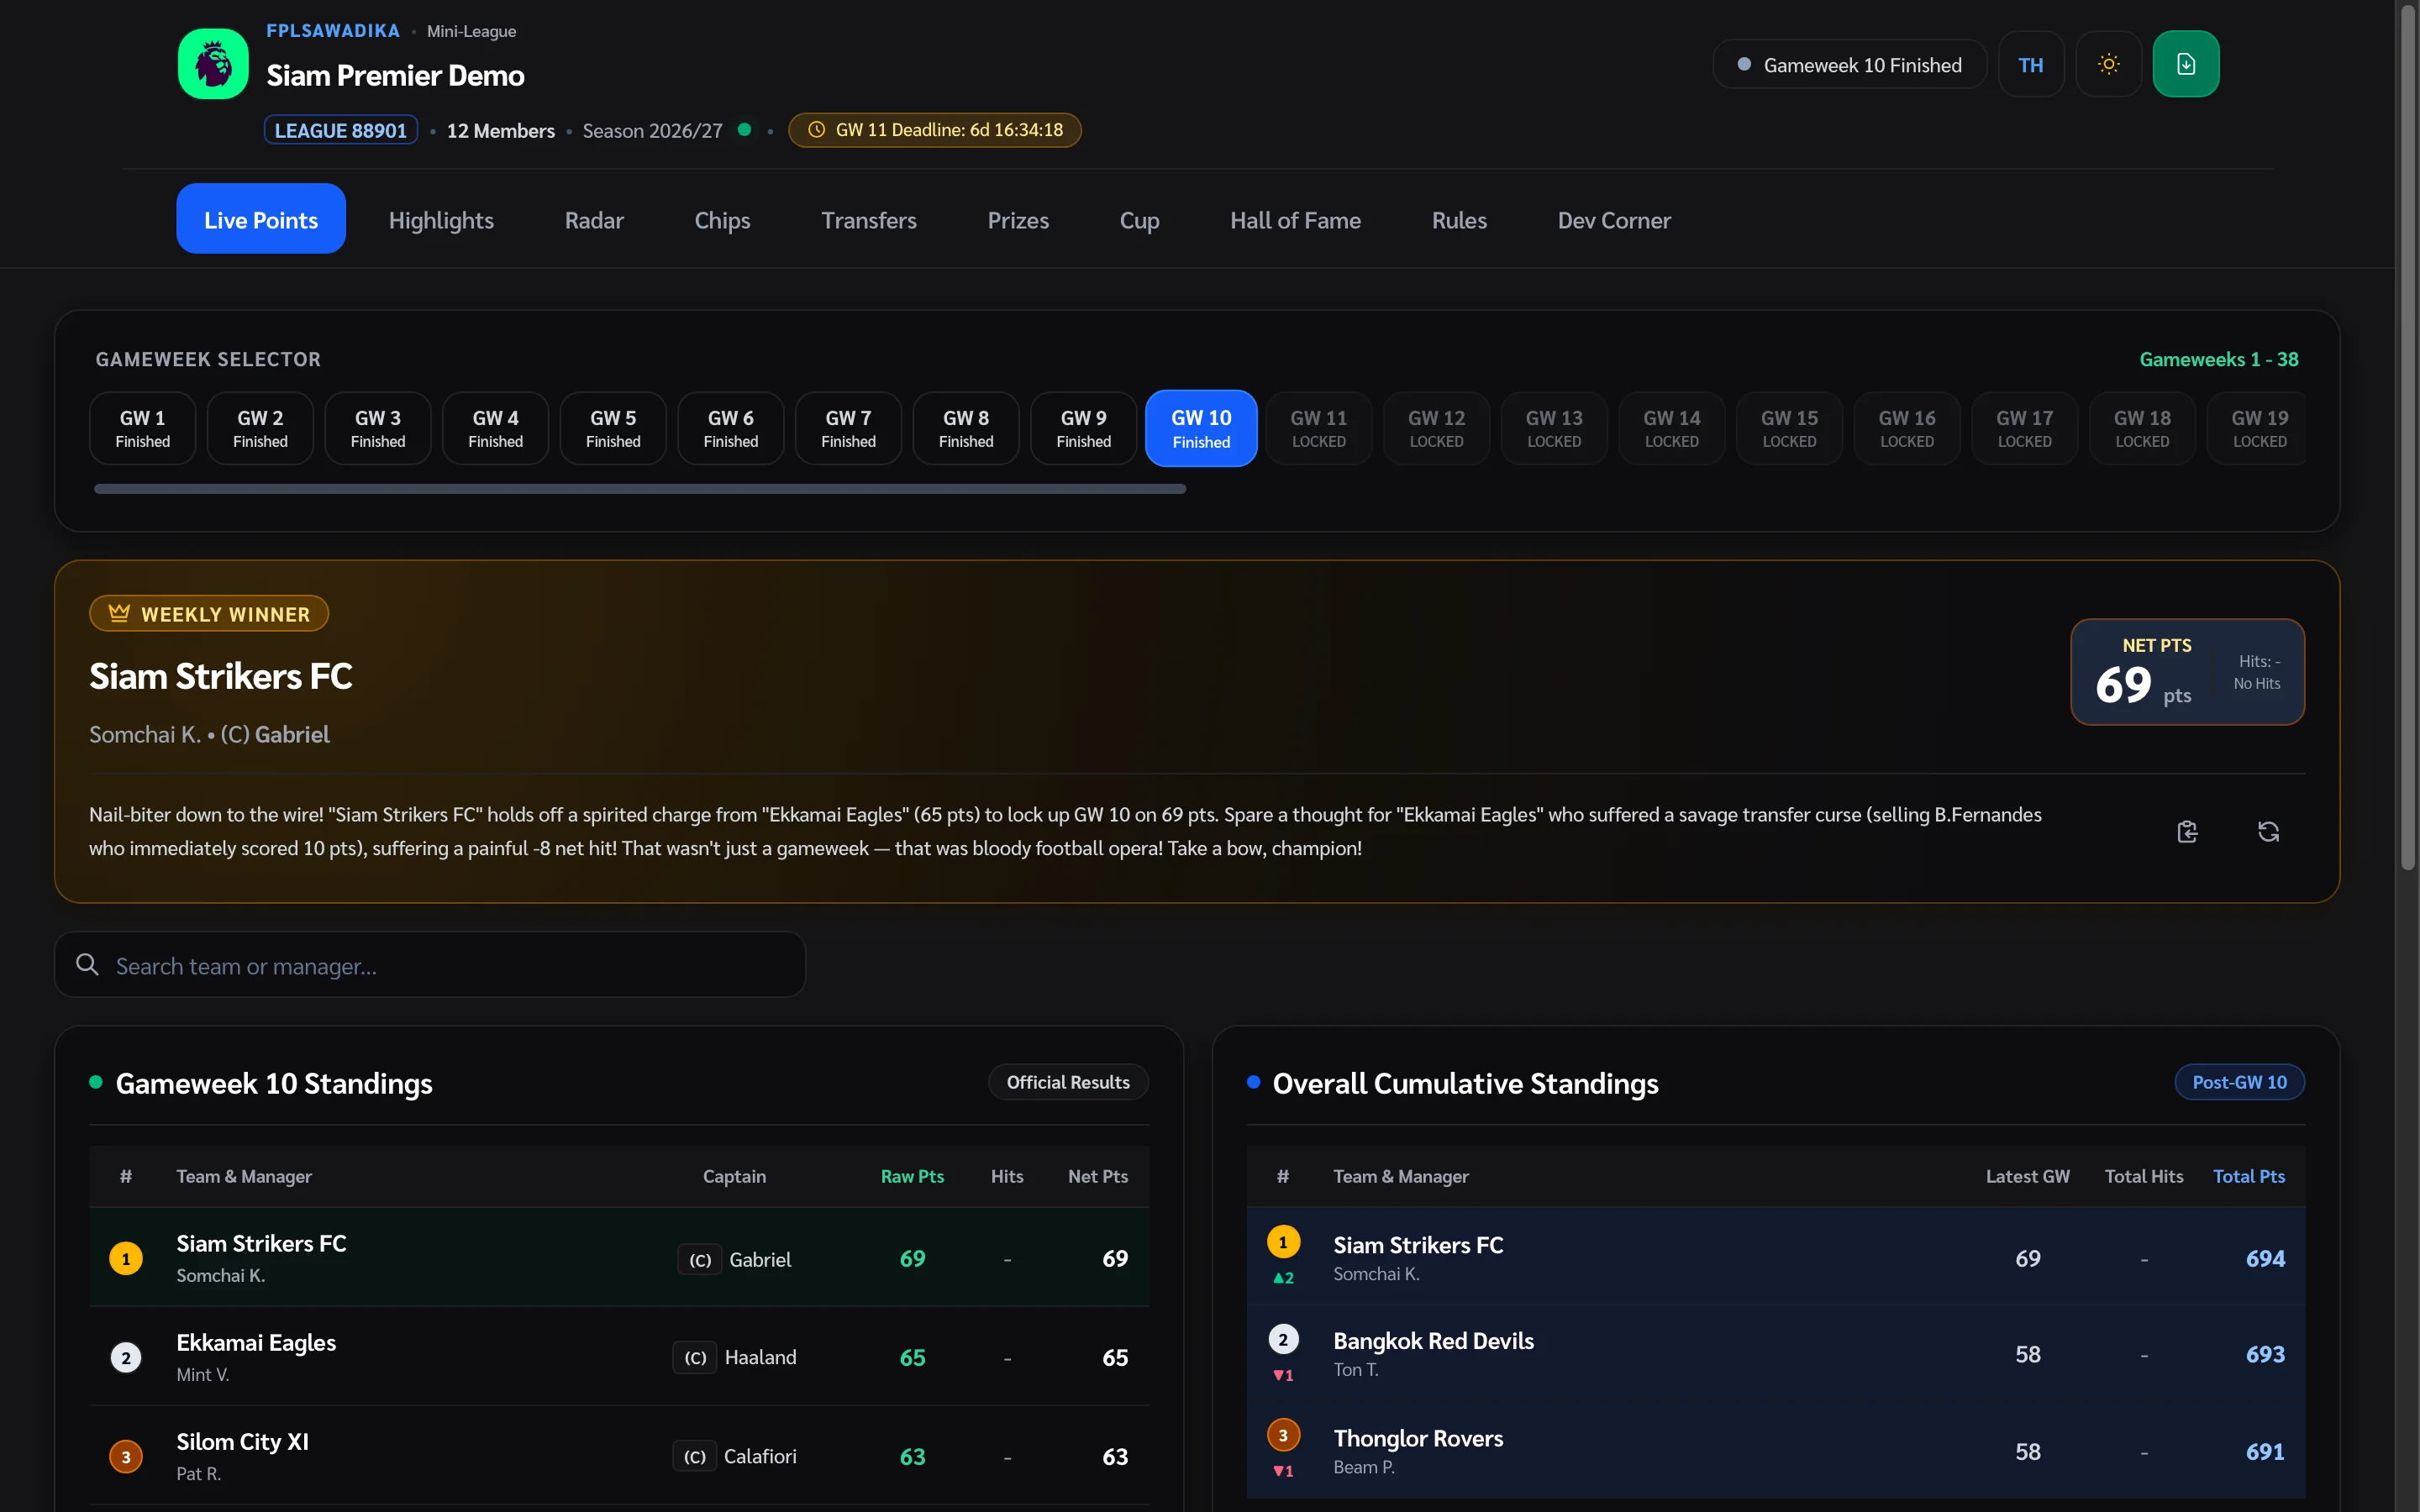 FPLSAWADIKA • Mini-League
Siam Premier Demo
LEAGUE 88901 • 12 Members • Season 2026/27 • GW 11 Deadline: 6d 16:34:18
Gameweek 10 Finished
TH
Live Points
Highlights
Radar
Chips
Transfers
Prizes
Cup
Hall of Fame
Rules
Dev Corner
GAMEWEEK SELECTOR
Gameweeks 1 - 38
GW 1
Finished
GW 2
Finished
GW 3
Finished
GW 4
Finished
GW 5
Finished
GW 6
Finished
GW 7
Finished
GW 8
Finished
GW 9
Finished
GW 10
Finished
GW 11
LOCKED
GW 12
LOCKED
GW 13
LOCKED
GW 14
LOCKED
GW 15
LOCKED
GW 16
LOCKED
GW 17
LOCKED
GW 18
LOCKED
GW 19
LOCKED
WEEKLY WINNER
Siam Strikers FC
Somchai K. • (C) Gabriel
NET PTS
69 pts
Hits: -
No Hits
Nail-biter down to the wire! "Siam Strikers FC" holds off a spirited charge from "Ekkamai Eagles" (65 pts) to lock up GW 10 on 69 pts. Spare a thought for "Ekkamai Eagles" who suffered a savage transfer curse (selling B.Fernandes
who immediately scored 10 pts), suffering a painful -8 net hit! That wasn't just a gameweek — that was bloody football opera! Take a bow, champion!
Search team or manager...
Gameweek 10 Standings
Official Results
# Team & Manager Captain Raw Pts Hits Net Pts
1 Siam Strikers FC (C) Gabriel 69 - 69
Somchai K.
2 Ekkamai Eagles (C) Haaland 65 - 65
Mint V.
3 Silom City XI (C) Calafiori 63 - 63
Pat R.
Overall Cumulative Standings
Post-GW 10
# Team & Manager Latest GW Total Hits Total Pts
1 Siam Strikers FC 69 - 694
▲2 Somchai K.
2 Bangkok Red Devils 58 - 693
▼1 Ton T.
3 Thonglor Rovers 58 - 691
▼1 Beam P.